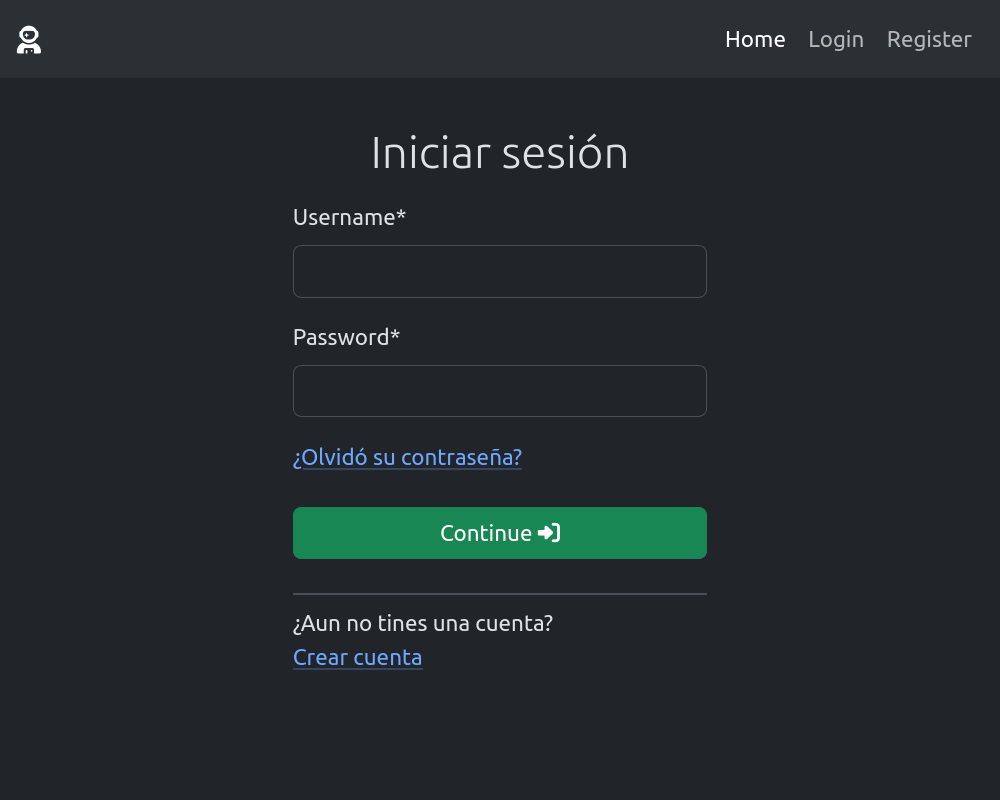 Home Login Register
Iniciar sesión
Username*
Password*
¿Olvidó su contraseña?
Continue
¿Aun no tines una cuenta?
Crear cuenta